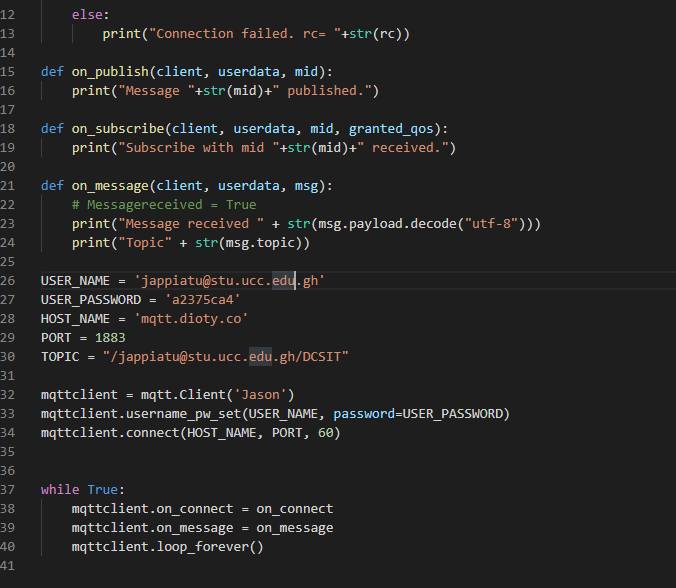 12 else:
13 print("Connection failed. rc= "+str(rc))
14
15 def on_publish(client, userdata, mid):
16 print("Message "+str(mid)+" published.")
17
18 def on_subscribe(client, userdata, mid, granted_qos):
19 print("Subscribe with mid "+str(mid)+" received.")
20
21 def on_message(client, userdata, msg):
22 # Messagereceived = True
23 print("Message received " + str(msg.payload.decode("utf-8")))
24 print("Topic" + str(msg.topic))
25
26 USER_NAME = 'jappiatu@stu.ucc.edu.gh'
27 USER_PASSWORD = 'a2375ca4'
28 HOST_NAME = 'mqtt.dioty.co'
29 PORT = 1883
30 TOPIC = "/jappiatu@stu.ucc.edu.gh/DCSIT"
31
32 mqttclient = mqtt.Client('Jason')
33 mqttclient.username_pw_set(USER_NAME, password=USER_PASSWORD)
34 mqttclient.connect(HOST_NAME, PORT, 60)
35
36
37 while True:
38 mqttclient.on_connect = on_connect
39 mqttclient.on_message = on_message
40 mqttclient.loop_forever()
41